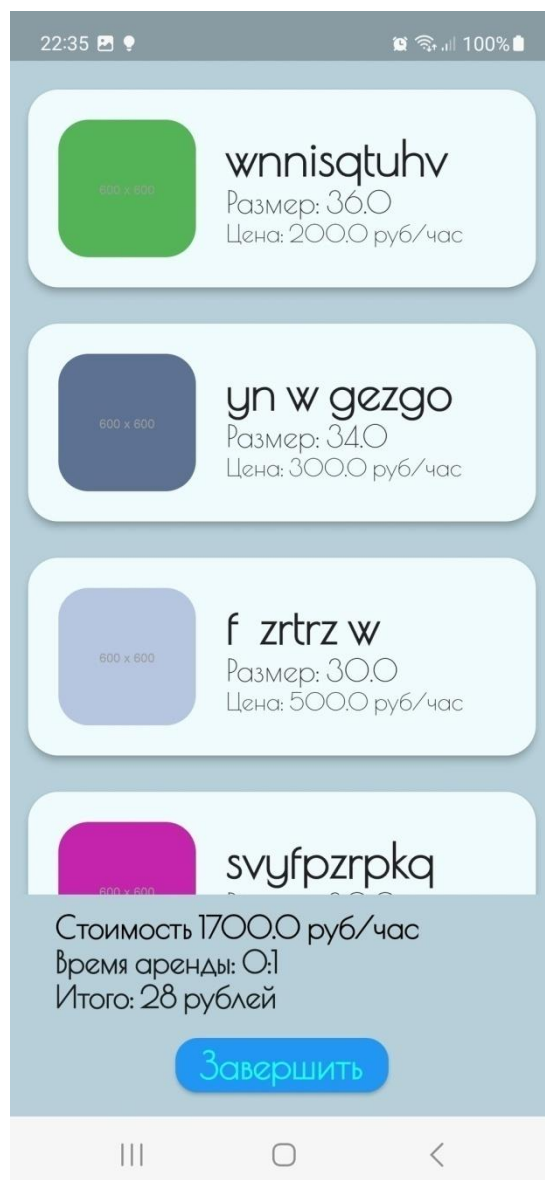 22:35 100%
600 x 600
wnnisqtuhv
Размер: 36.0
Цена: 200.0 руб/час
600 x 600
yn w gezgo
Размер: 34.0
Цена: 300.0 руб/час
600 x 600
f zrtrz w
Размер: 30.0
Цена: 500.0 руб/час
600 x 600
svyfpzrpkq
Стоимость 1700.0 руб/час
Время аренды: 0:1
Итого: 28 рублей
Завершить